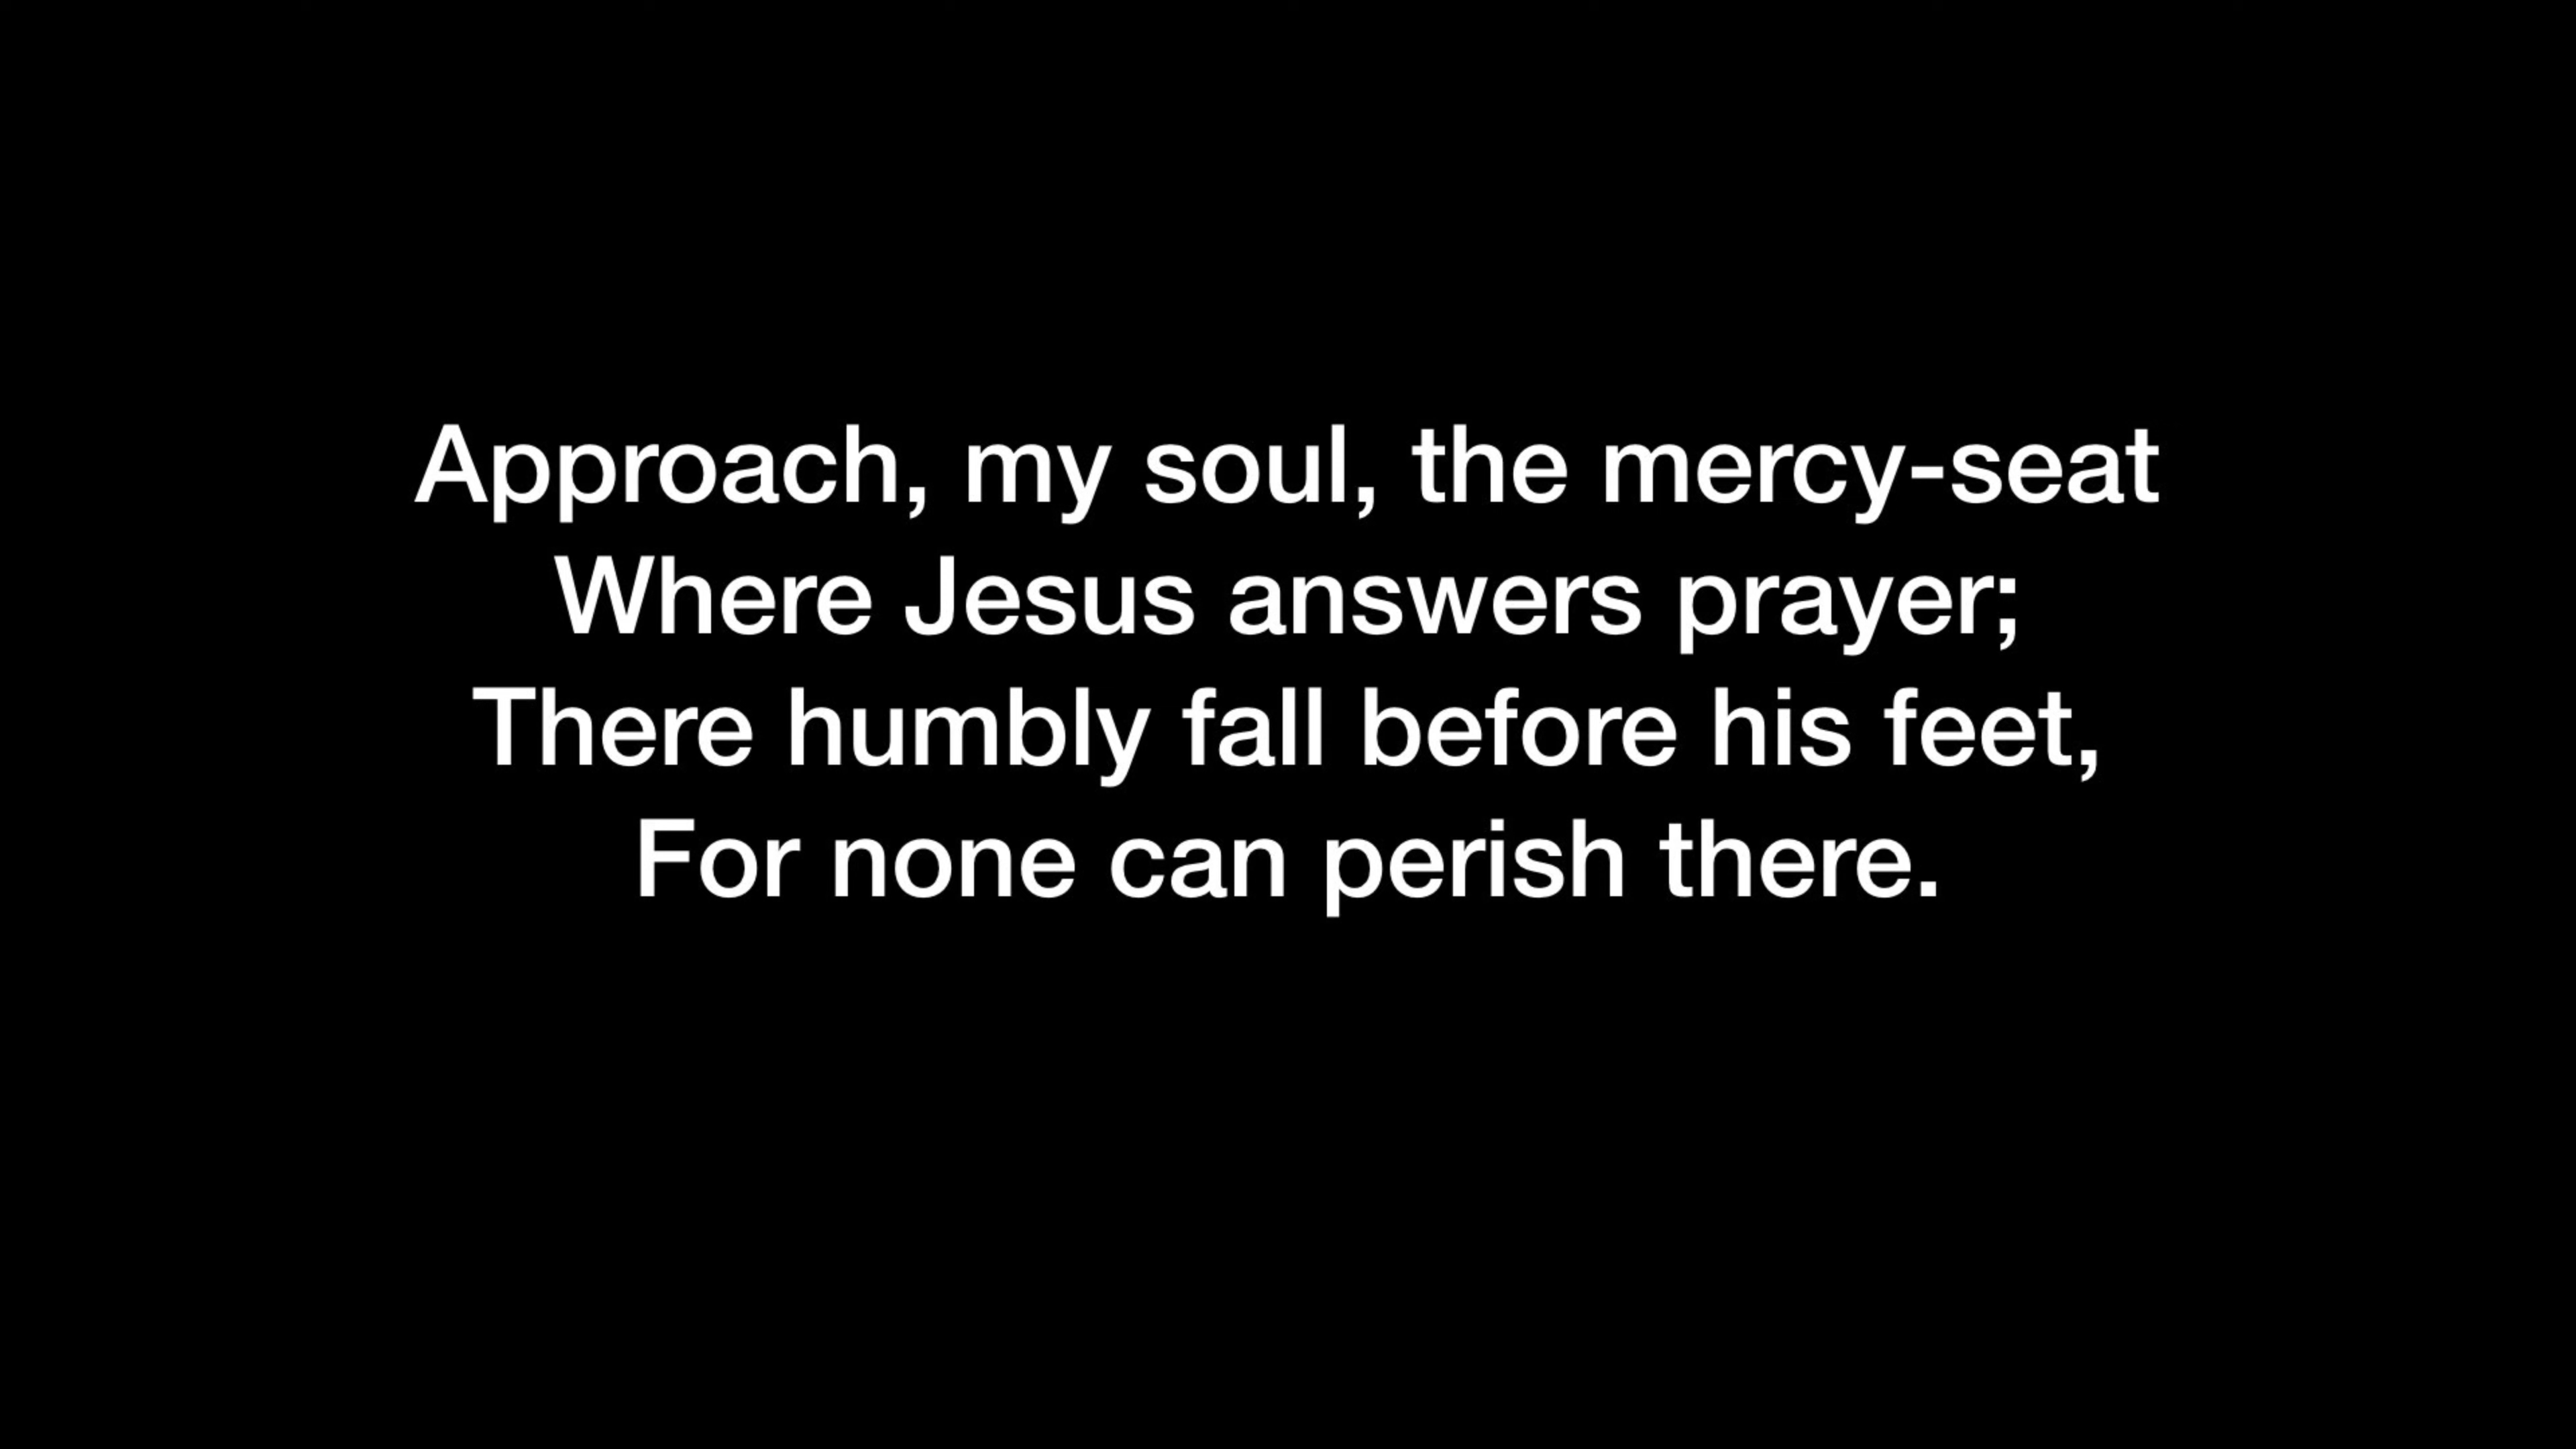 Approach, my soul, the mercy-seat
Where Jesus answers prayer;
There humbly fall before his feet,
For none can perish there.